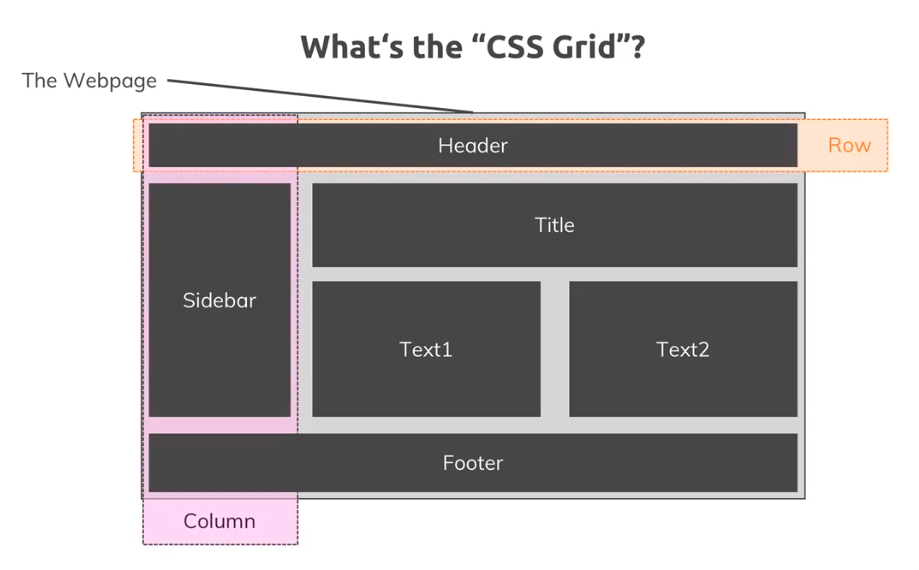 What‘s the “CSS Grid”?
The Webpage
Header
Row
Title
Sidebar
Text1
Text2
Footer
Column